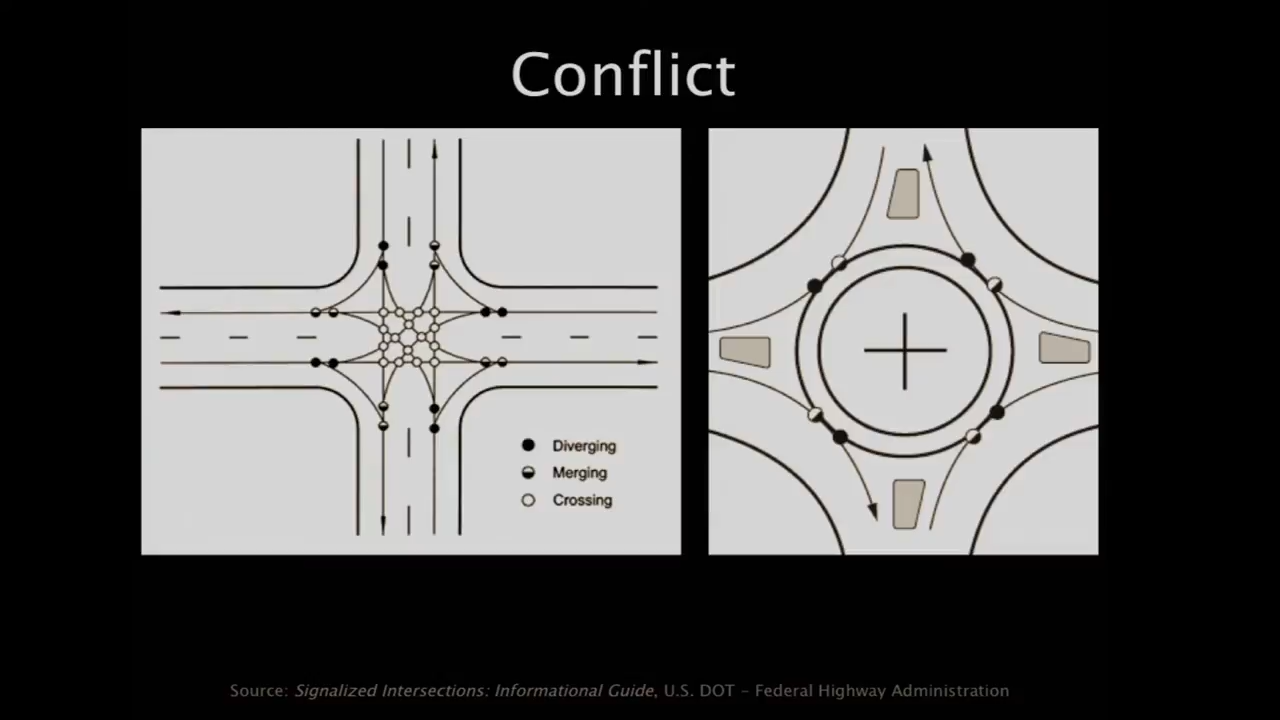 Conflict
Diverging
Merging
Crossing
Source: Signalized Intersections: Informational Guide, U.S. DOT – Federal Highway Administration